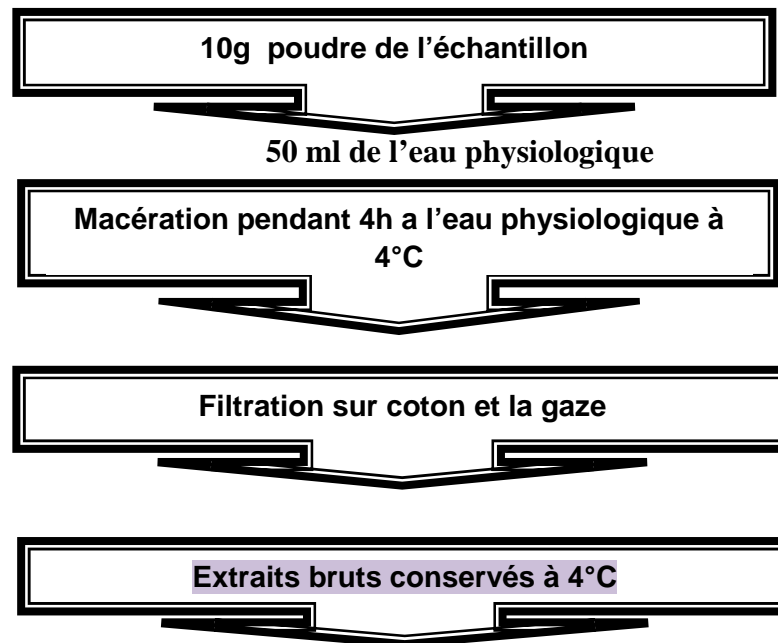 10g poudre de l'échantillon
50 ml de l'eau physiologique
Macération pendant 4h a l'eau physiologique à
4°C
Filtration sur coton et la gaze
Extraits bruts conservés à 4°C